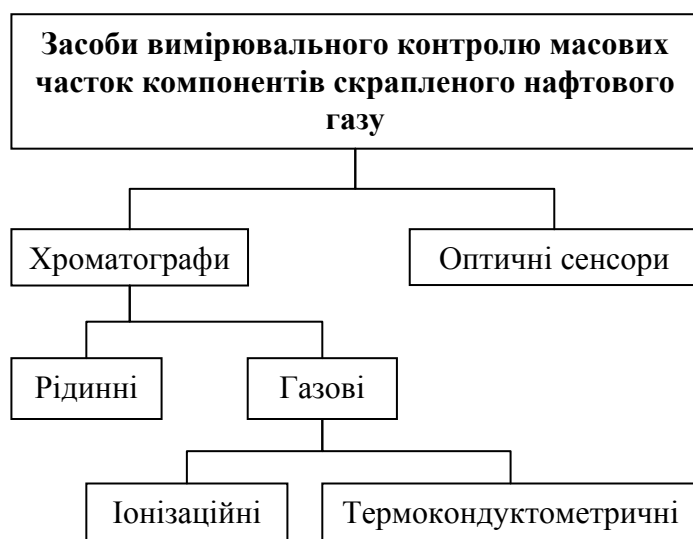 Засоби вимірювального контролю масових
часток компонентів скрапленого нафтового
газу
Хроматографи
Оптичні сенсори
Рідинні
Газові
Іонізаційні
Термокондуктометричні